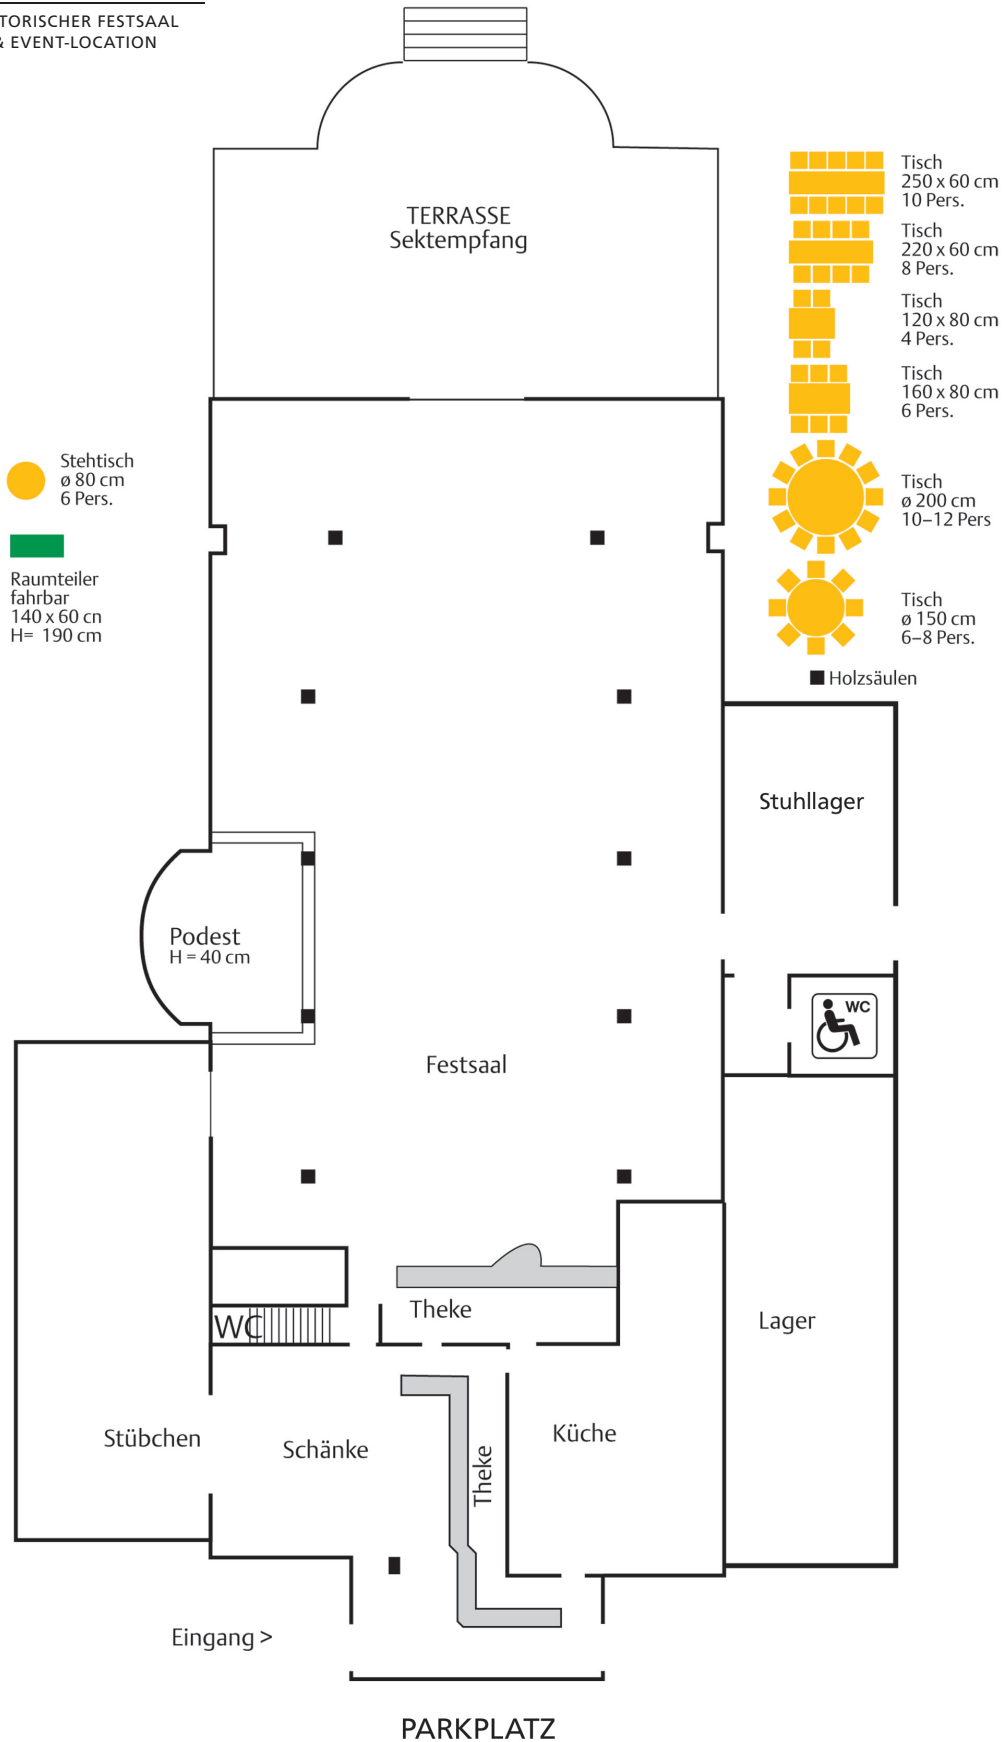 TORISCHER FESTSAAL
& EVENT-LOCATION
TERRASSE
Sektempfang
Tisch
250 x 60 cm
10 Pers.
Tisch
220 x 60 cm
8 Pers.
Tisch
120 x 80 cm
4 Pers.
Tisch
160 x 80 cm
6 Pers.
Tisch
ø 200 cm
10–12 Pers
Tisch
ø 150 cm
6–8 Pers.
Holzsäulen
Stehtisch
ø 80 cm
6 Pers.
Raumteiler
fahrbar
140 x 60 cn
H= 190 cm
Stuhllager
Podest
H = 40 cm
WC
Festsaal
Theke
WC
Lager
Stübchen
Schänke
Theke
Küche
Eingang >
PARKPLATZ